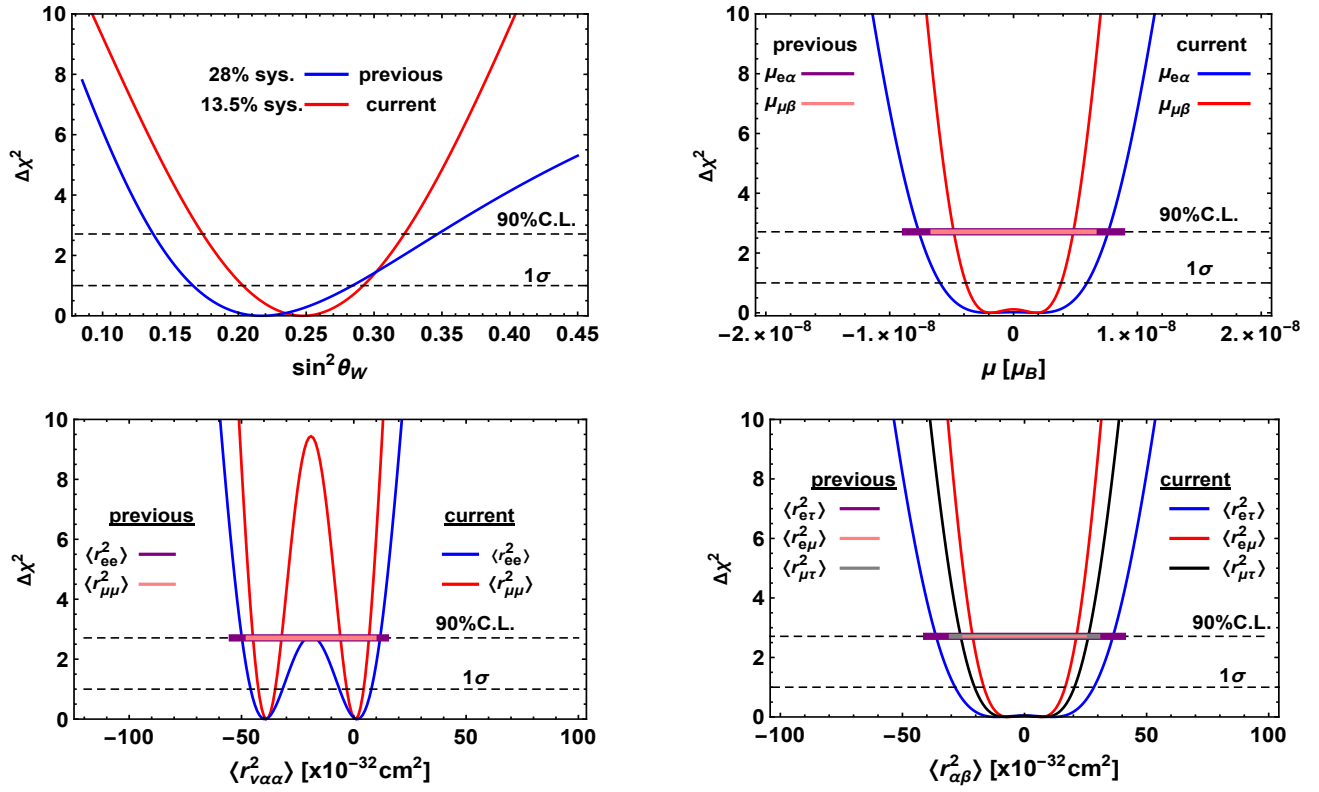 10
8
6
4
2
0
Δχ²
28% sys. previous
13.5% sys. current
90%C.L.
1σ
0.10 0.15 0.20 0.25 0.30 0.35 0.40 0.45
sin²θ_W
10
8
6
4
2
0
Δχ²
previous current
μ_eα μ_eα
μ_μβ μ_μβ
90%C.L.
1σ
-2.×10⁻⁸ -1.×10⁻⁸ 0 1.×10⁻⁸ 2.×10⁻⁸
μ [μ_B]
10
8
6
4
2
0
Δχ²
previous current
⟨r²_ee⟩ ⟨r²_ee⟩
⟨r²_μμ⟩ ⟨r²_μμ⟩
90%C.L.
1σ
-100 -50 0 50 100
⟨r²_ναα⟩ [x10⁻³²cm²]
10
8
6
4
2
0
Δχ²
previous current
⟨r²_eτ⟩ ⟨r²_eτ⟩
⟨r²_eμ⟩ ⟨r²_eμ⟩
⟨r²_μτ⟩ ⟨r²_μτ⟩
90%C.L.
1σ
-100 -50 0 50 100
⟨r²_αβ⟩ [x10⁻³²cm²]